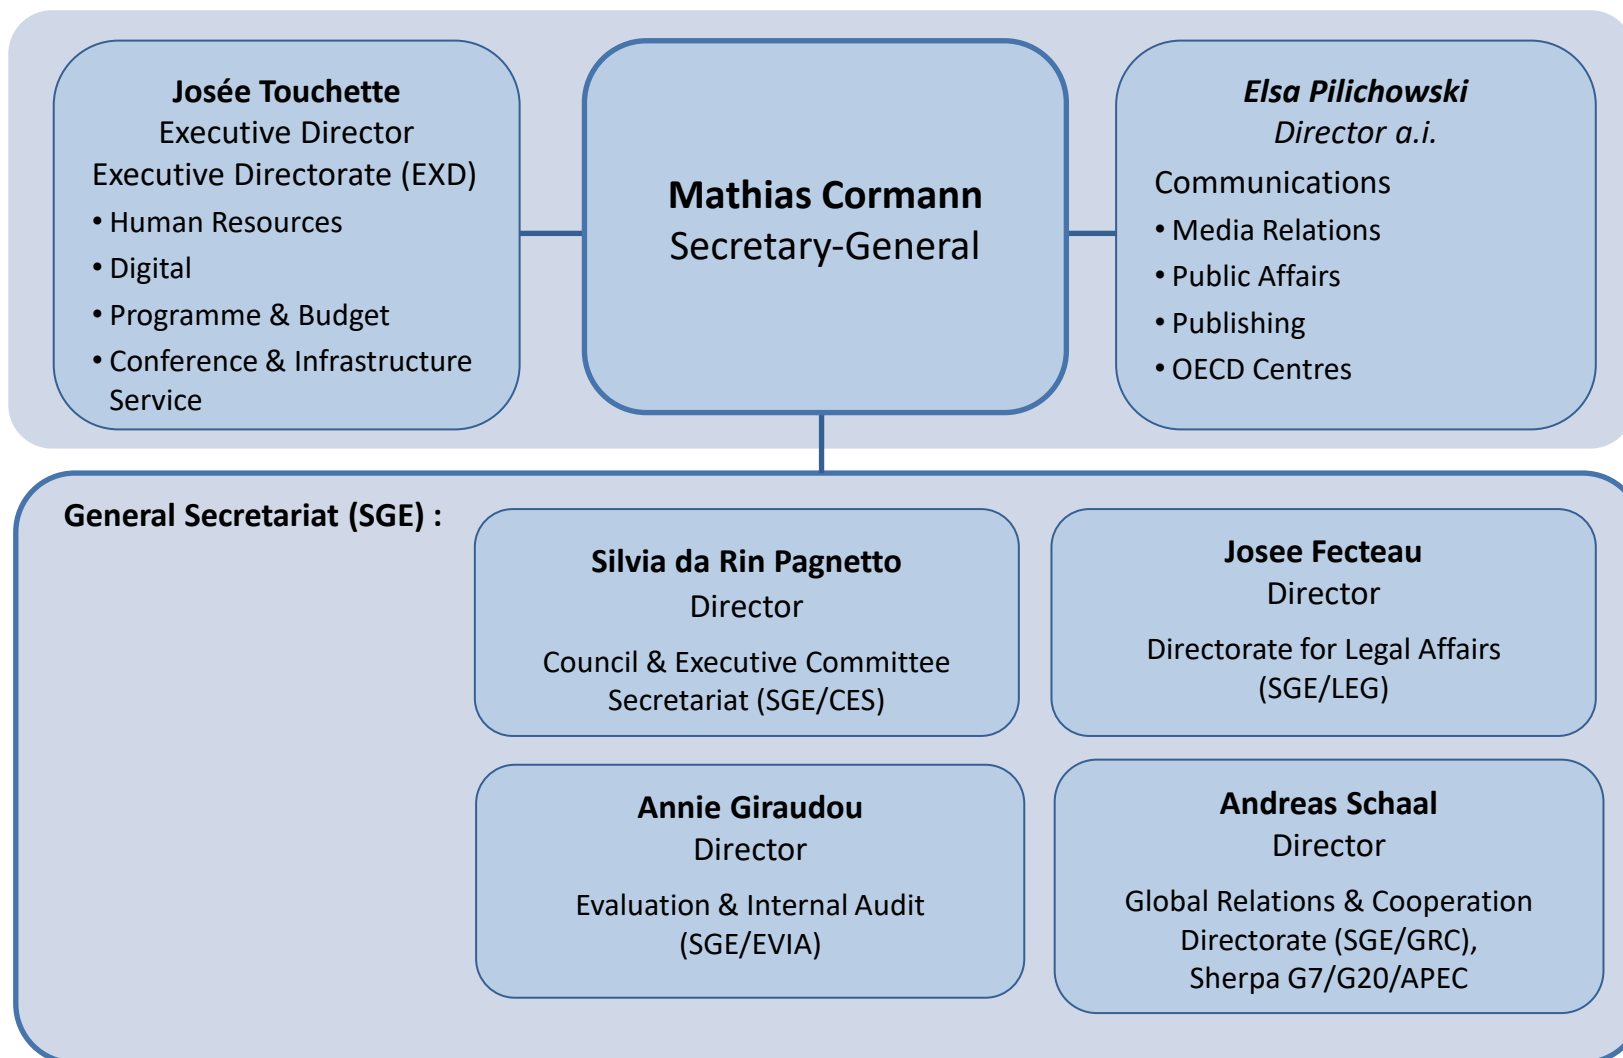 Josée Touchette
Executive Director
Executive Directorate (EXD)
• Human Resources
• Digital
• Programme & Budget
• Conference & Infrastructure
Service
Mathias Cormann
Secretary-General
Elsa Pilichowski
Director a.i.
Communications
• Media Relations
• Public Affairs
• Publishing
• OECD Centres
General Secretariat (SGE) :
Silvia da Rin Pagnetto
Director
Council & Executive Committee
Secretariat (SGE/CES)
Josee Fecteau
Director
Directorate for Legal Affairs
(SGE/LEG)
Annie Giraudou
Director
Evaluation & Internal Audit
(SGE/EVIA)
Andreas Schaal
Director
Global Relations & Cooperation
Directorate (SGE/GRC),
Sherpa G7/G20/APEC